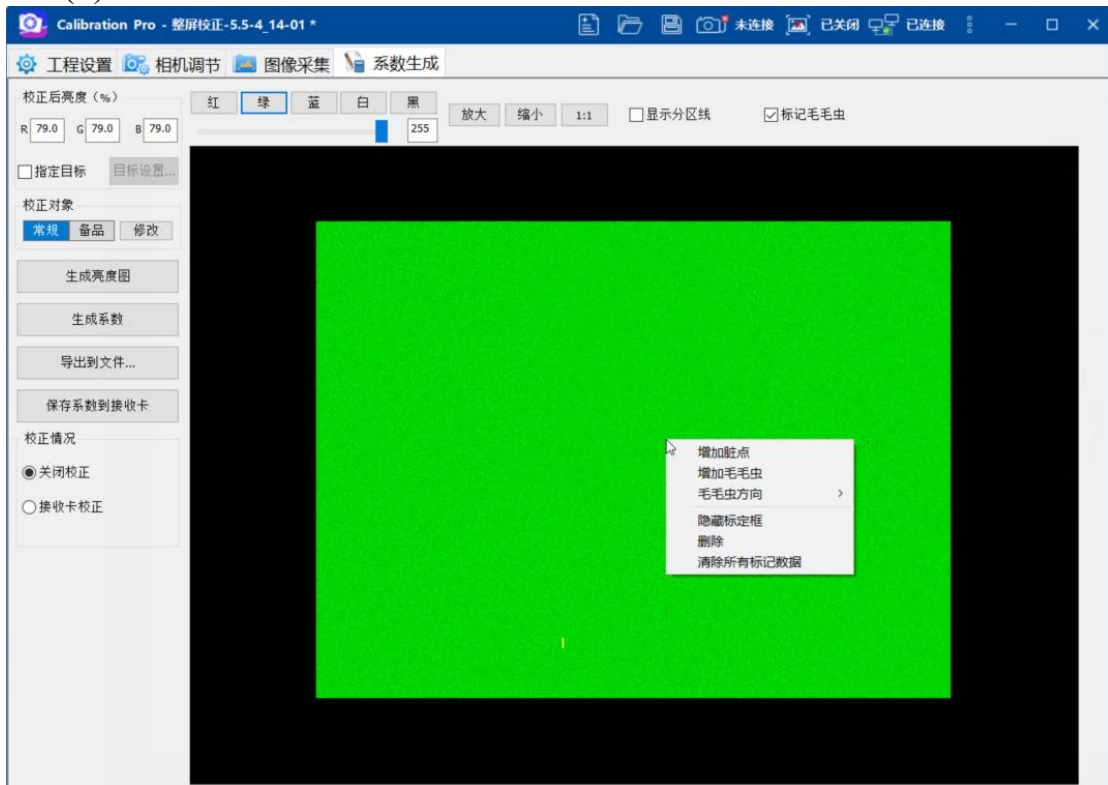 Calibration Pro - 整屏校正-5.5-4_14-01 *
未连接 已关闭 已连接
工程设置 相机调节 图像采集 系数生成
校正后亮度（%）
R 79.0 G 79.0 B 79.0
指定目标 目标设置...
校正对象
常规 备品 修改
生成亮度图
生成系数
导出到文件...
保存系数到接收卡
校正情况
关闭校正
接收卡校正
红 绿 蓝 白 黑
255
放大 缩小 1:1 显示分区线 标记毛毛虫
增加脏点
增加毛毛虫
毛毛虫方向
隐藏标定框
删除
清除所有标记数据